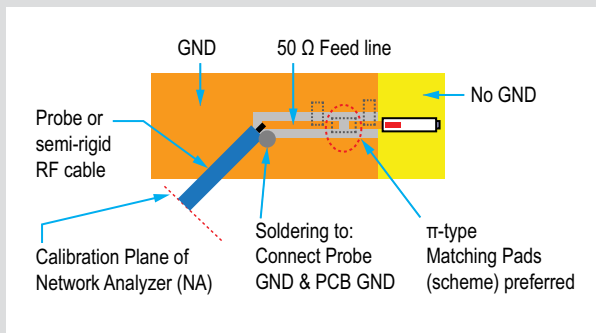 GND
50 Ω Feed line
No GND
Probe or
semi-rigid
RF cable
Calibration Plane of
Network Analyzer (NA)
Soldering to:
Connect Probe
GND & PCB GND
π-type
Matching Pads
(scheme) preferred